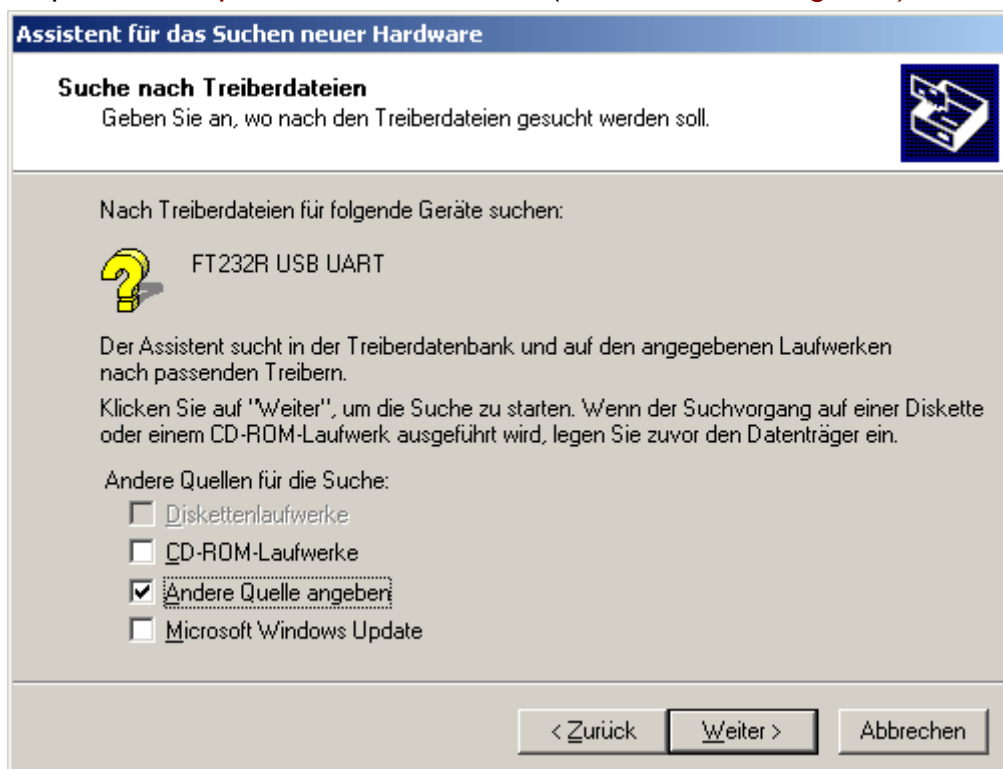 Assistent für das Suchen neuer Hardware
Suche nach Treiberdateien
Geben Sie an, wo nach den Treiberdateien gesucht werden soll.
Nach Treiberdateien für folgende Geräte suchen:
FT232R USB UART
Der Assistent sucht in der Treiberdatenbank und auf den angegebenen Laufwerken
nach passenden Treibern.
Klicken Sie auf "Weiter", um die Suche zu starten. Wenn der Suchvorgang auf einer Diskette
oder einem CD-ROM-Laufwerk ausgeführt wird, legen Sie zuvor den Datenträger ein.
Andere Quellen für die Suche:
Diskettenlaufwerke
CD-ROM-Laufwerke
Andere Quelle angeben
Microsoft Windows Update
< Zurück Weiter > Abbrechen